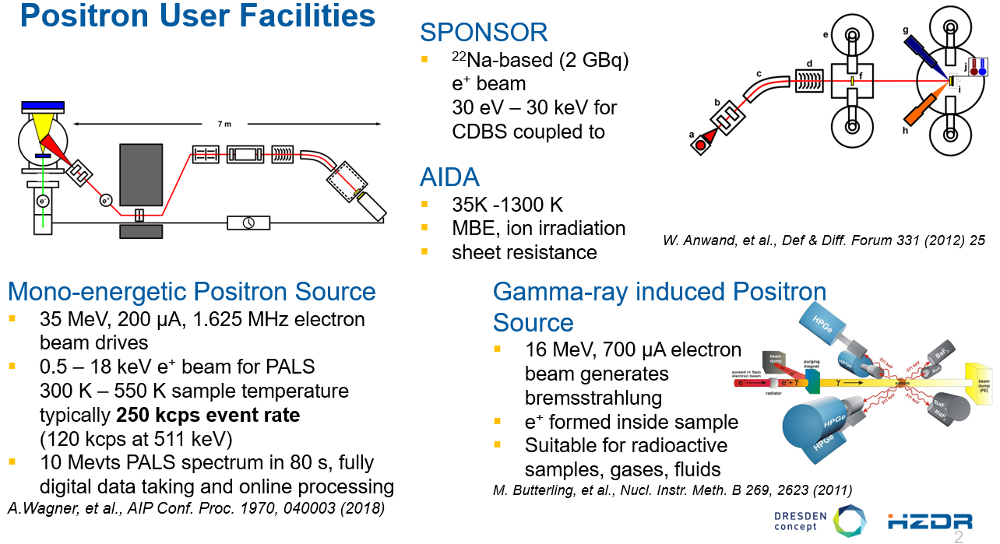 Positron User Facilities
7 m
e⁺
e⁺
SPONSOR
▪ ²²Na-based (2 GBq)
e⁺ beam
30 eV – 30 keV for
CDBS coupled to
AIDA
▪ 35K -1300 K
▪ MBE, ion irradiation
▪ sheet resistance
a
b
c
d
e
f
g
h
i
j
W. Anwand, et al., Def & Diff. Forum 331 (2012) 25
Mono-energetic Positron Source
▪ 35 MeV, 200 µA, 1.625 MHz electron
beam drives
▪ 0.5 – 18 keV e⁺ beam for PALS
300 K – 550 K sample temperature
typically 250 kcps event rate
(120 kcps at 511 keV)
▪ 10 Mevts PALS spectrum in 80 s, fully
digital data taking and online processing
A.Wagner, et al., AIP Conf. Proc. 1970, 040003 (2018)
Gamma-ray induced Positron
Source
▪ 16 MeV, 700 µA electron
beam generates
bremsstrahlung
▪ e⁺ formed inside sample
▪ Suitable for radioactive
samples, gases, fluids
M. Butterling, et al., Nucl. Instr. Meth. B 269, 2623 (2011)
HPGe
HPGe
BaF₂
beam
dump
purging
magnet
511 keV
511 keV
pulsed (< 5ps)
electron beam
e⁻
e + γ
γ
sample
radiator
beam
dump
(PE)
511 keV
511 keV
HPGe
HPGe
BaF₂
BaF₂
DRESDEN
concept
HZDR
2